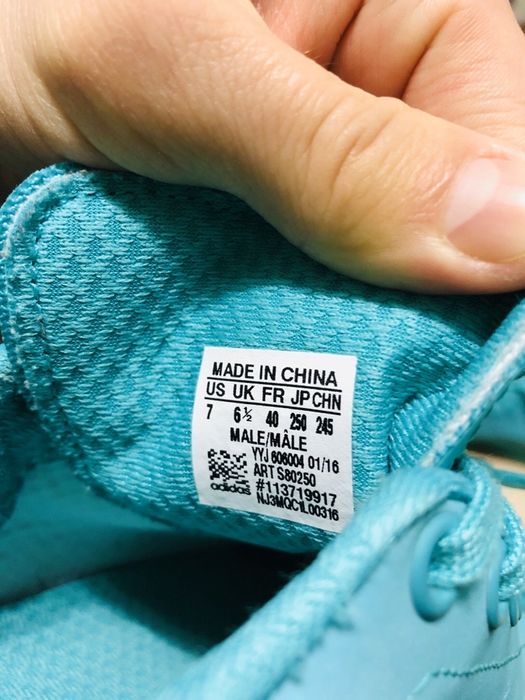 MADE IN CHINA
US UK FR JP CHN
7 6½ 40 250 245
MALE/MÂLE
YYJ 606004 01/16
ART S80250
#113719917
adidas NJ3MQC1L00316